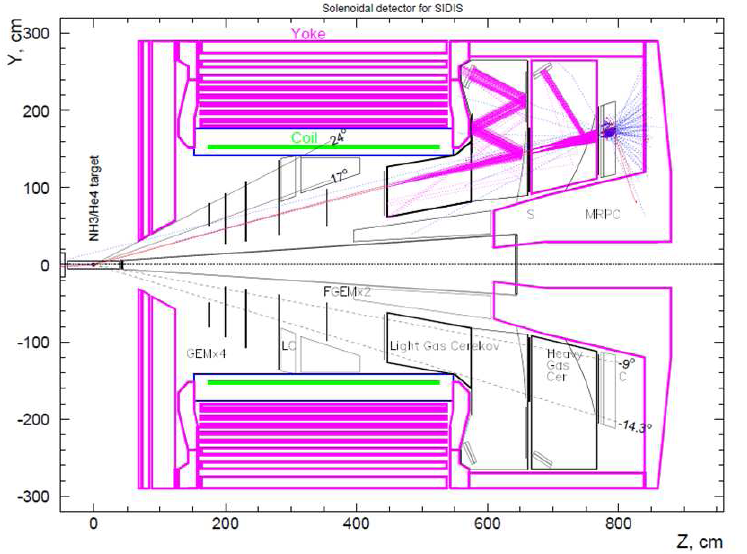 Solenoidal detector for SIDIS
Y, cm
300
200
100
0
-100
-200
-300
Yoke
Coil
24°
17°
NH3/He4 target
S
MRPC
FGEMx2
GEMx4
LC
Light Gas Cerekov
Heavy
Gas
Cer
C
-9°
-14.3°
0
200
400
600
800
Z, cm